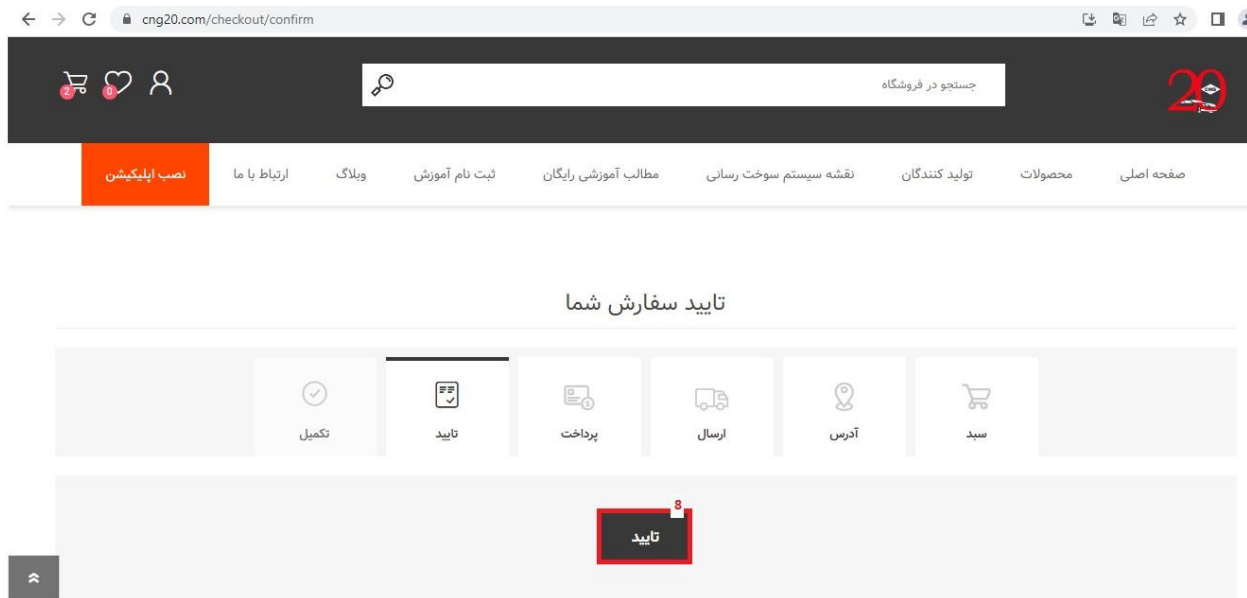 cng20.com/checkout/confirm
جستجو در فروشگاه
20
2
0
صفحه اصلی
محصولات
تولید کنندگان
نقشه سیستم سوخت رسانی
مطالب آموزشی رایگان
ثبت نام آموزش
وبلاگ
ارتباط با ما
نصب اپلیکیشن
تایید سفارش شما
سبد
آدرس
ارسال
پرداخت
تایید
تکمیل
8
تایید